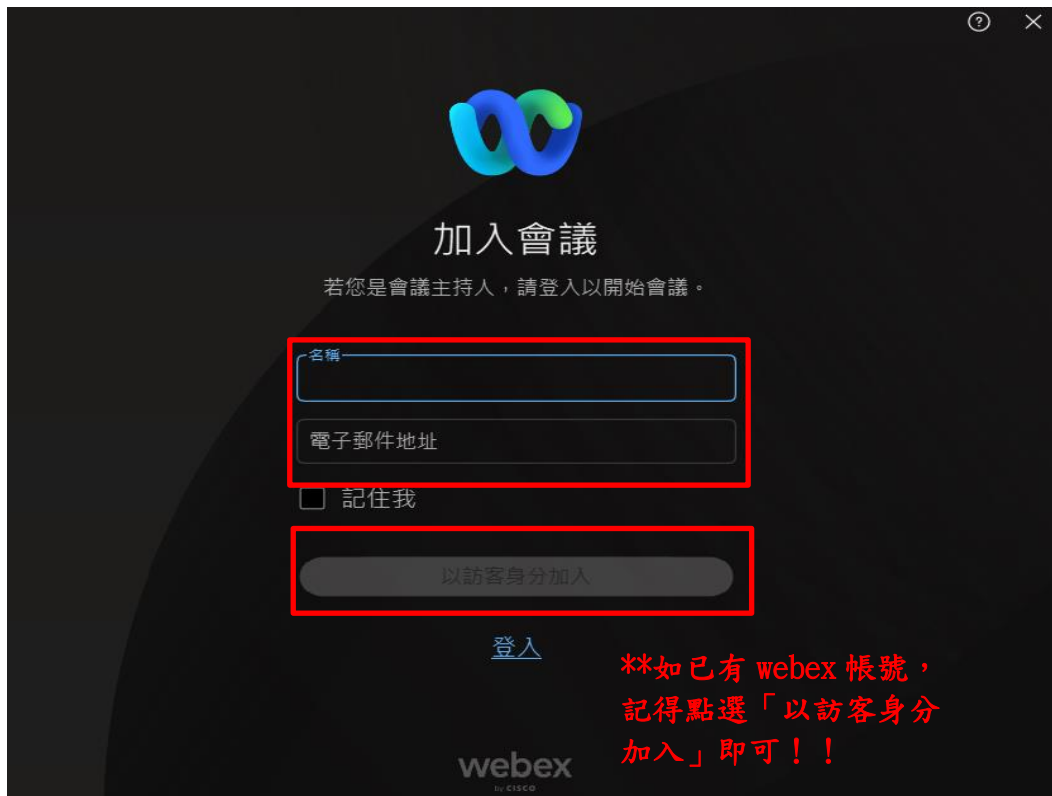 加入會議
若您是會議主持人，請登入以開始會議。
名稱
電子郵件地址
記住我
以訪客身分加入
登入
**如已有 webex 帳號，
記得點選「以訪客身分
加入」即可！！
webex
by CISCO